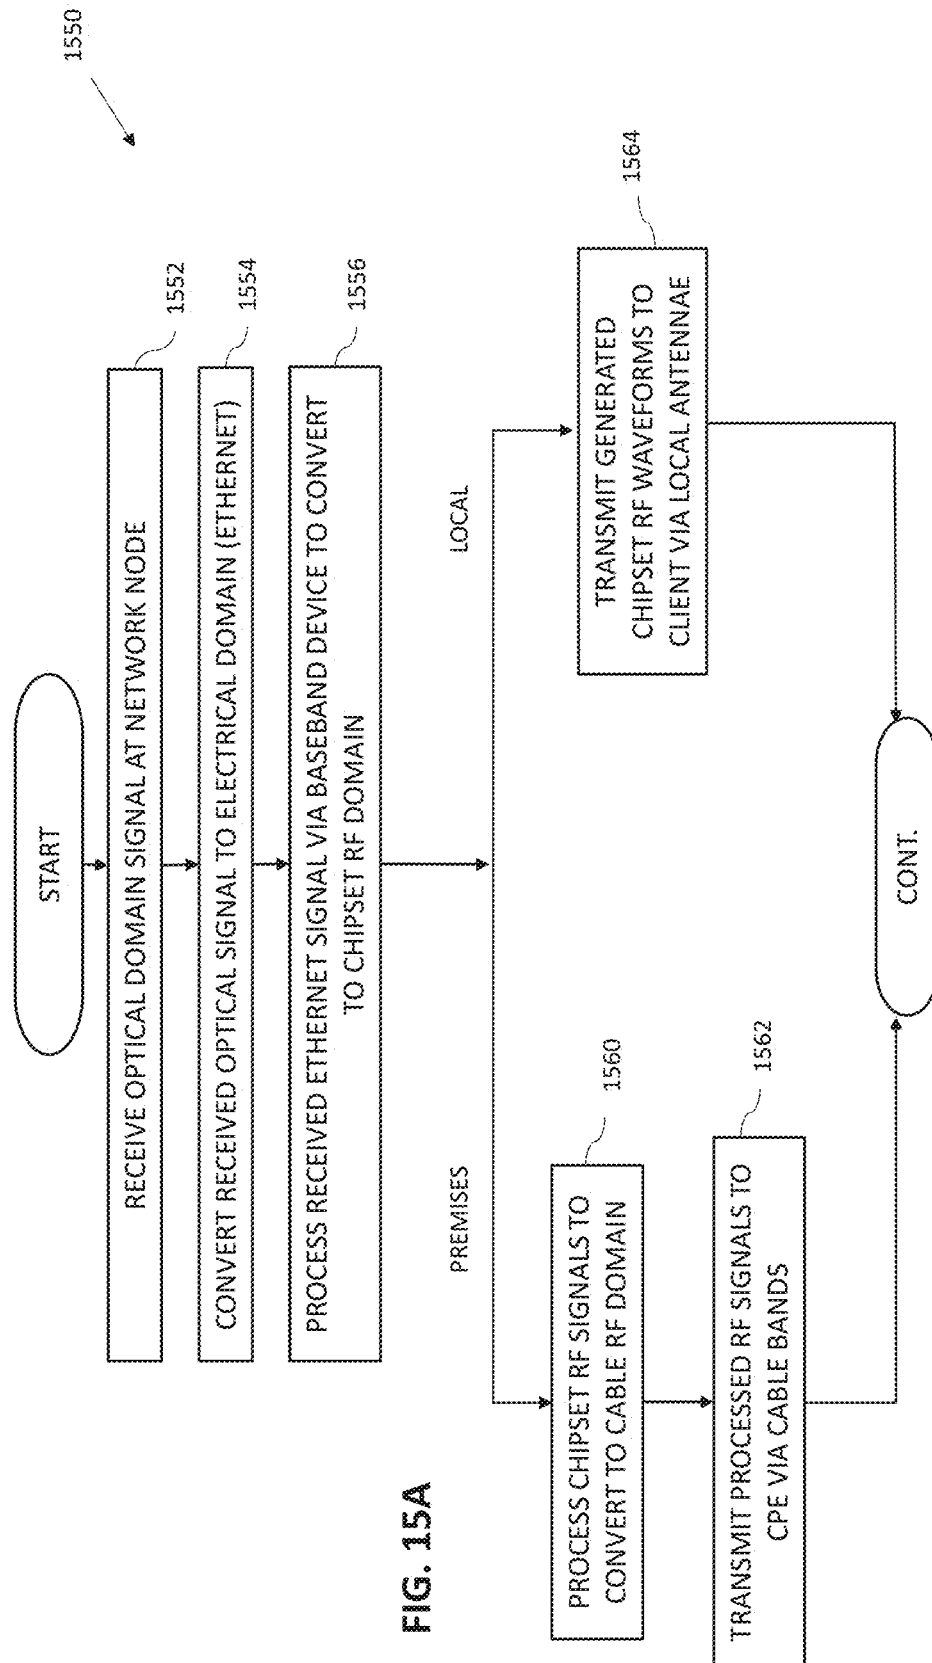 1550
START
RECEIVE OPTICAL DOMAIN SIGNAL AT NETWORK NODE
1552
CONVERT RECEIVED OPTICAL SIGNAL TO ELECTRICAL DOMAIN (ETHERNET)
1554
PROCESS RECEIVED ETHERNET SIGNAL VIA BASEBAND DEVICE TO CONVERT
TO CHIPSET RF DOMAIN
1556
PREMISES
LOCAL
PROCESS CHIPSET RF SIGNALS TO
CONVERT TO CABLE RF DOMAIN
1560
TRANSMIT PROCESSED RF SIGNALS TO
CPE VIA CABLE BANDS
1562
TRANSMIT GENERATED
CHIPSET RF WAVEFORMS TO
CLIENT VIA LOCAL ANTENNAE
1564
CONT.
FIG. 15A